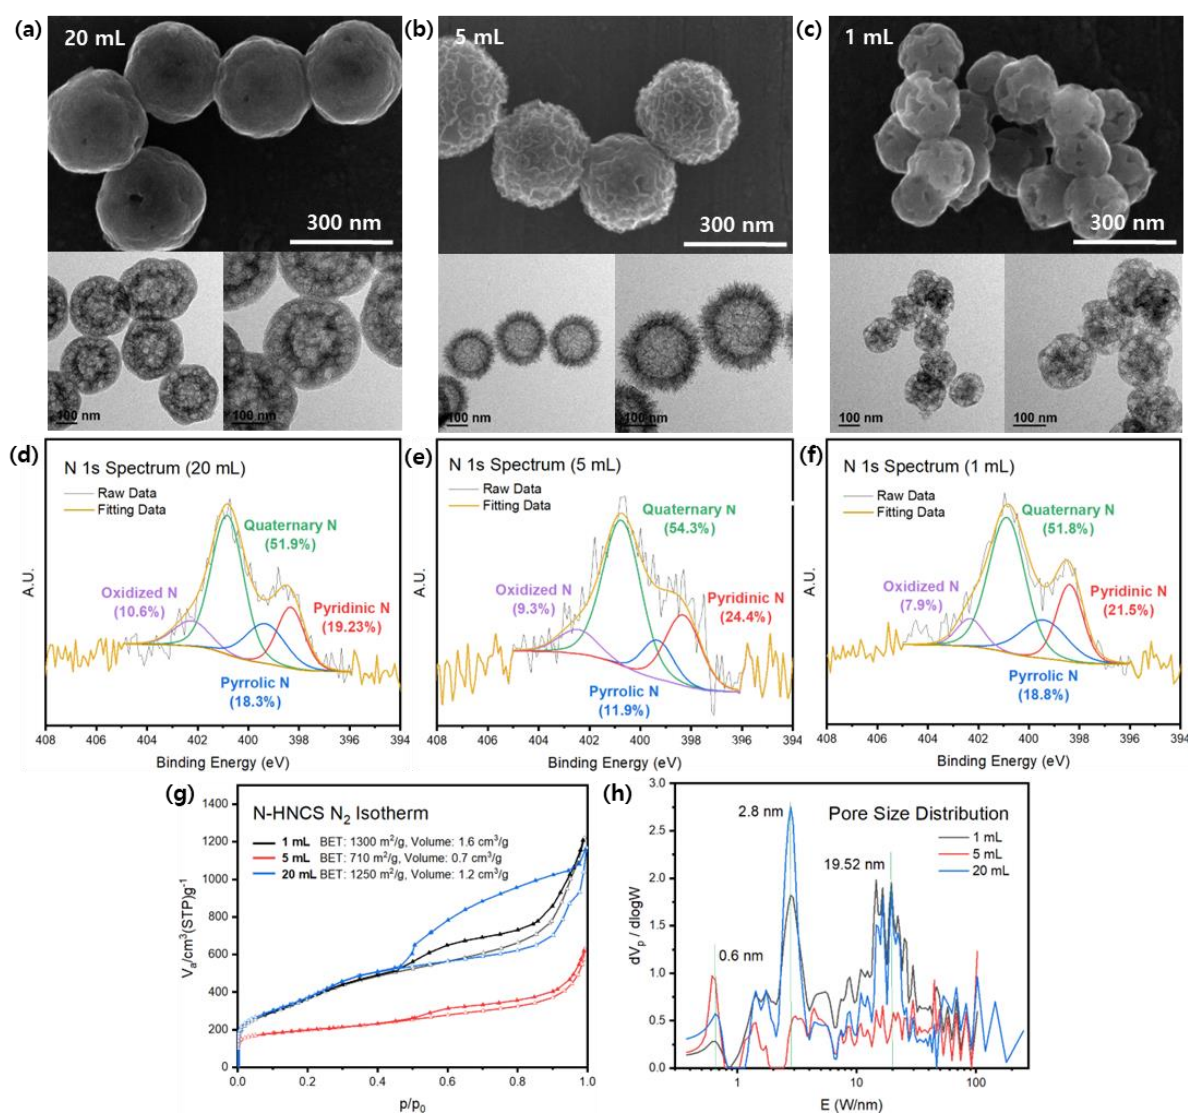 (a)
20 mL
300 nm
100 nm
100 nm
(b)
5 mL
300 nm
100 nm
100 nm
(c)
1 mL
300 nm
100 nm
100 nm
(d)
N 1s Spectrum (20 mL)
Raw Data
Fitting Data
Quaternary N
(51.9%)
Oxidized N
(10.6%)
Pyridinic N
(19.23%)
Pyrrolic N
(18.3%)
A.U.
408 406 404 402 400 398 396 394
Binding Energy (eV)
(e)
N 1s Spectrum (5 mL)
Raw Data
Fitting Data
Quaternary N
(54.3%)
Oxidized N
(9.3%)
Pyridinic N
(24.4%)
Pyrrolic N
(11.9%)
A.U.
408 406 404 402 400 398 396 394
Binding Energy (eV)
(f)
N 1s Spectrum (1 mL)
Raw Data
Fitting Data
Quaternary N
(51.8%)
Oxidized N
(7.9%)
Pyridinic N
(21.5%)
Pyrrolic N
(18.8%)
A.U.
408 406 404 402 400 398 396 394
Binding Energy (eV)
(g)
N-HNCS N₂ Isotherm
1 mL BET: 1300 m²/g, Volume: 1.6 cm³/g
5 mL BET: 710 m²/g, Volume: 0.7 cm³/g
20 mL BET: 1250 m²/g, Volume: 1.2 cm³/g
Vₐ/cm³(STP)g⁻¹
1400
1200
1000
800
600
400
200
0
0.0 0.2 0.4 0.6 0.8 1.0
p/p₀
(h)
Pore Size Distribution
1 mL
5 mL
20 mL
2.8 nm
19.52 nm
0.6 nm
dVₚ / dlogW
3.0
2.5
2.0
1.5
1.0
0.5
0.0
1 10 100
E (W/nm)